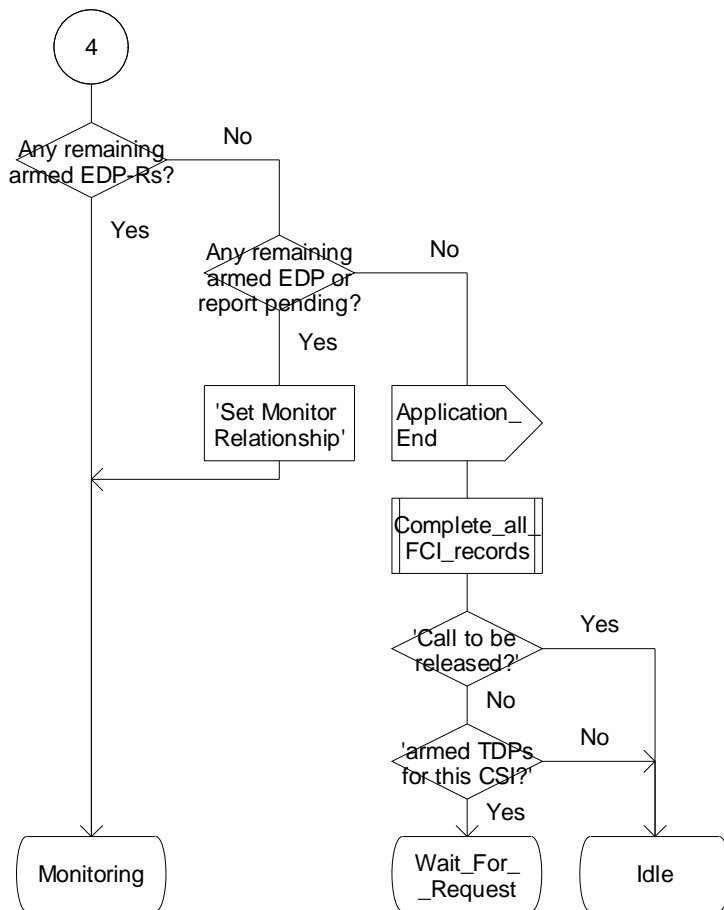 4
Any remaining
armed EDP-Rs?
No
Yes
Any remaining
armed EDP or
report pending?
No
Yes
'Set Monitor
Relationship'
Application_
End
Complete_all_
FCI_records
'Call to be
released?'
Yes
No
'armed TDPs
for this CSI?'
No
Yes
Monitoring
Wait_For_
_Request
Idle